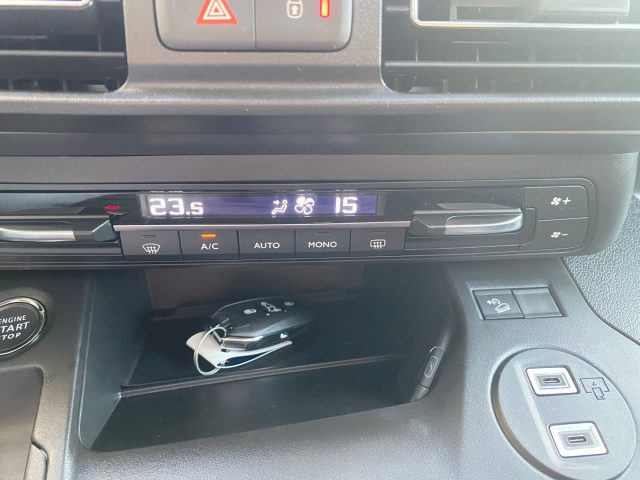 23.5 15
A/C AUTO MONO
ENGINE
START
STOP